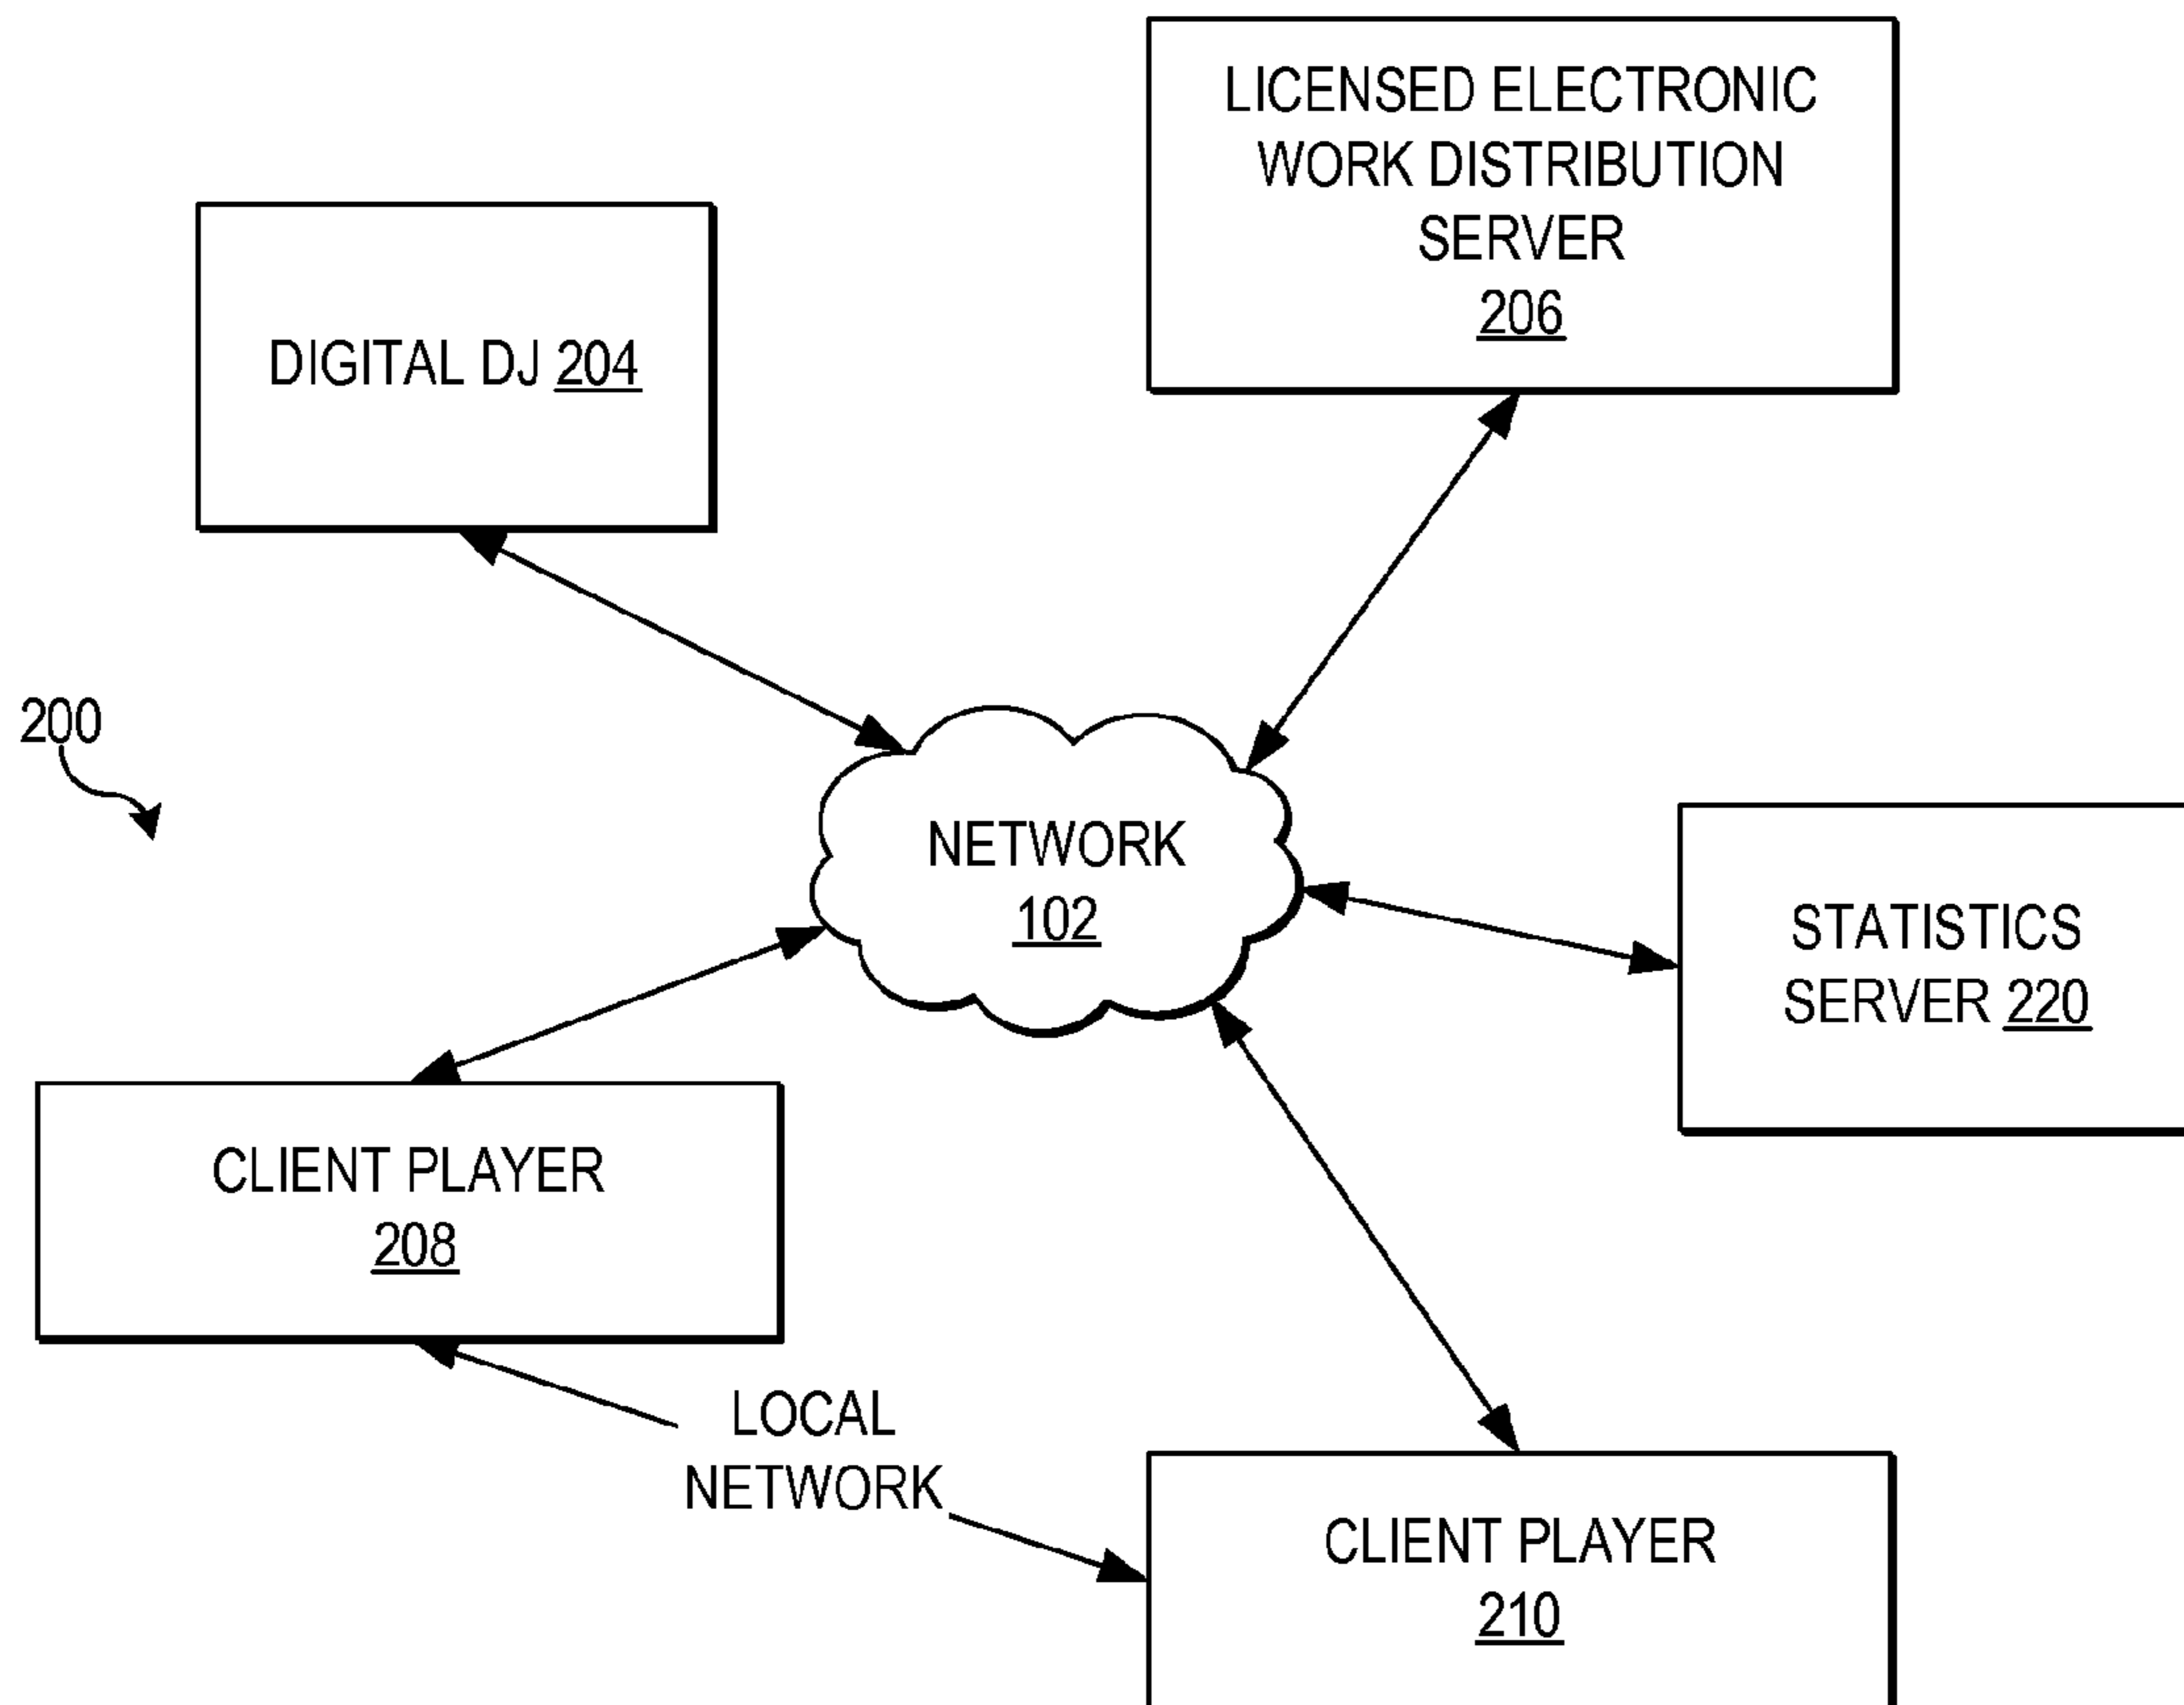 LICENSED ELECTRONIC
WORK DISTRIBUTION
SERVER
206
DIGITAL DJ 204
200
NETWORK
102
STATISTICS
SERVER 220
CLIENT PLAYER
208
LOCAL
NETWORK
CLIENT PLAYER
210